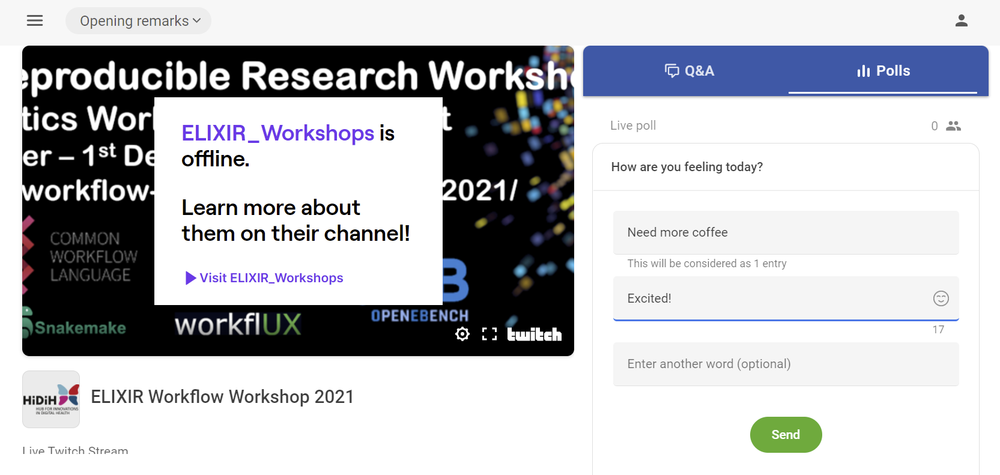 Opening remarks
eproducible Research Worksh
tics Worl
t
er – 1st De
workflow-
2021/
ELIXIR_Workshops is
offline.
Learn more about
them on their channel!
Visit ELIXIR_Workshops
COMMON
WORKFLOW
LANGUAGE
B
OPENEBENCH
Snakemake
workflUX
twitch
HiDiH
HUB FOR INNOVATIONS
IN DIGITAL HEALTH
ELIXIR Workflow Workshop 2021
Live Twitch Stream
Q&A
Polls
Live poll
0
How are you feeling today?
Need more coffee
This will be considered as 1 entry
Excited!
17
Enter another word (optional)
Send